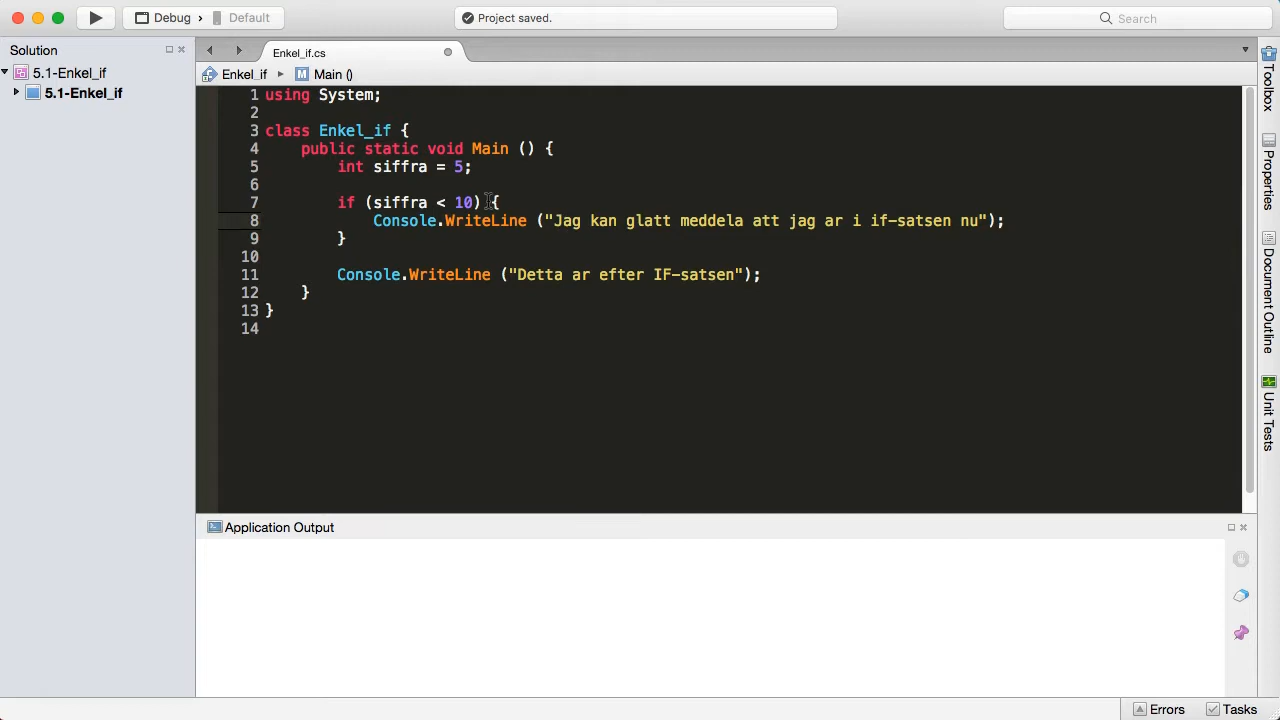 Debug > Default
Project saved.
Search
Solution
Enkel_if.cs
5.1-Enkel_if
5.1-Enkel_if
Enkel_if
Main ()
1 using System;
2
3 class Enkel_if {
4 public static void Main () {
5 int siffra = 5;
6
7 if (siffra < 10) {
8 Console.WriteLine ("Jag kan glatt meddela att jag ar i if-satsen nu");
9 }
10
11 Console.WriteLine ("Detta ar efter IF-satsen");
12 }
13 }
14
Toolbox
Properties
Document Outline
Unit Tests
Application Output
Errors
Tasks